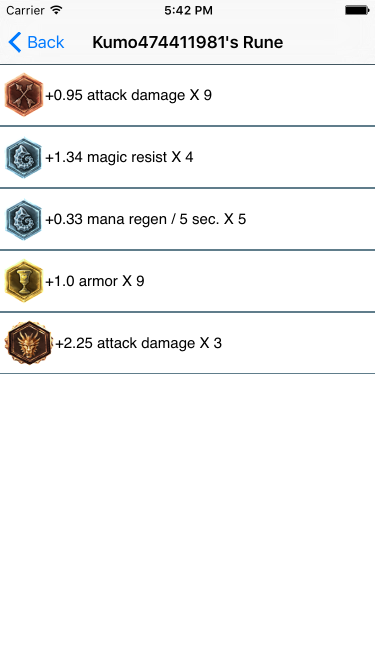 Carrier 5:42 PM
Back Kumo474411981's Rune
+0.95 attack damage X 9
+1.34 magic resist X 4
+0.33 mana regen / 5 sec. X 5
+1.0 armor X 9
+2.25 attack damage X 3